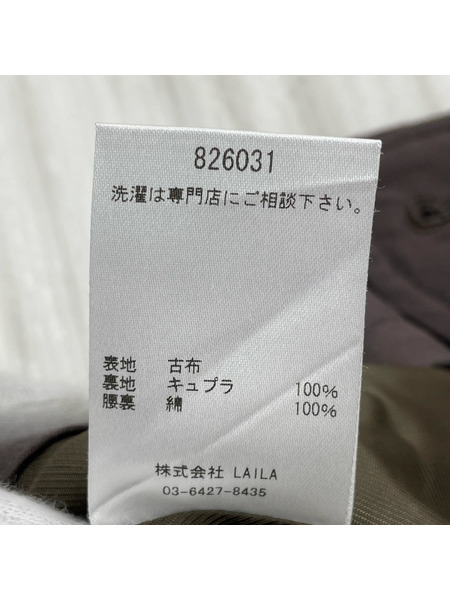 826031
洗濯は専門店にご相談下さい。
表地 古布
裏地 キュプラ 100%
腰裏 綿 100%
株式会社 LAILA
03-6427-8435